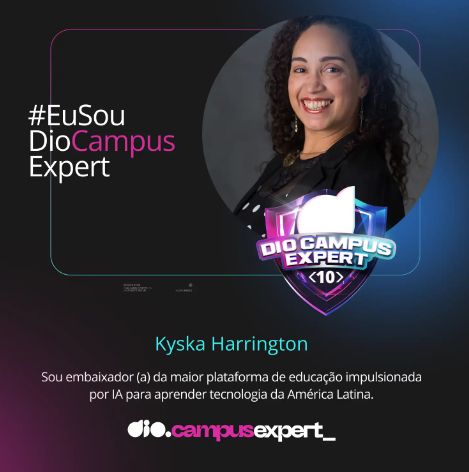 #EuSou
DioCampus
Expert
DIO CAMPUS
EXPERT
<10>
Kyska Harrington
Sou embaixador (a) da maior plataforma de educação impulsionada
por IA para aprender tecnologia da América Latina.
dio.campusexpert_